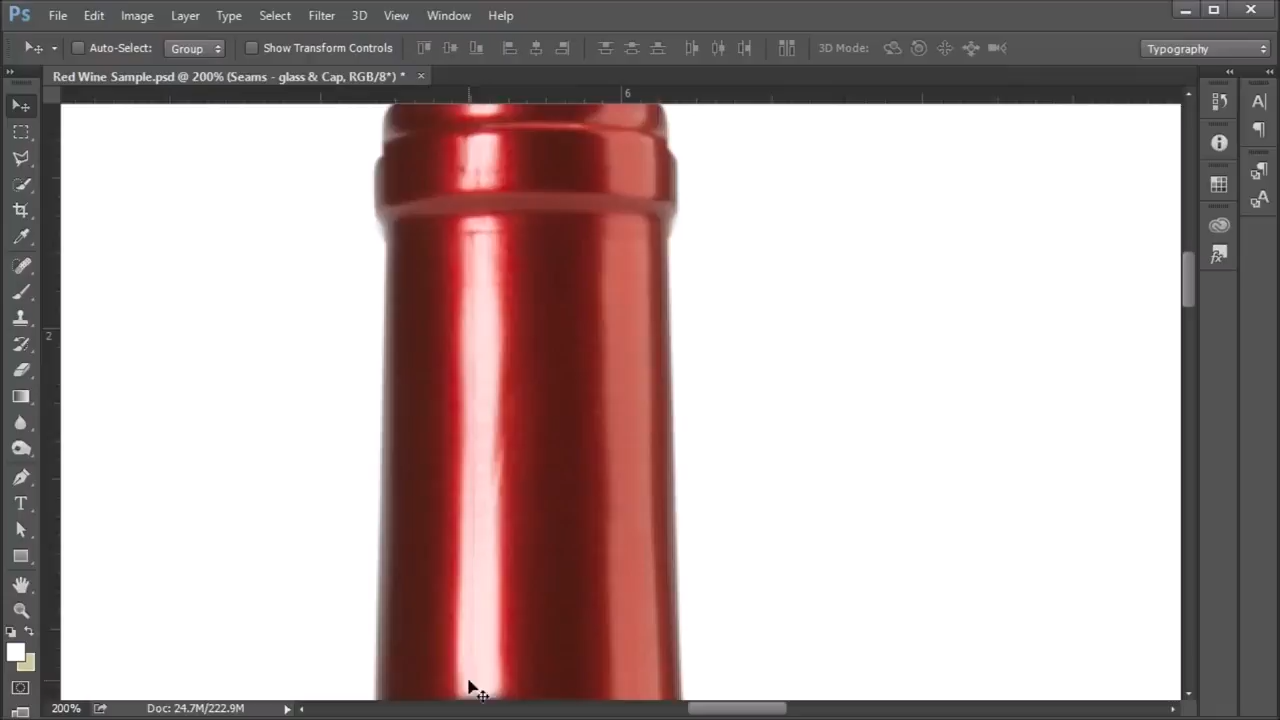 Ps File Edit Image Layer Type Select Filter 3D View Window Help
Auto-Select: Group Show Transform Controls 3D Mode: Typography
Red Wine Sample.psd @ 200% (Seams - glass & Cap, RGB/8*) * ×
6
2
200% Doc: 24.7M/222.9M